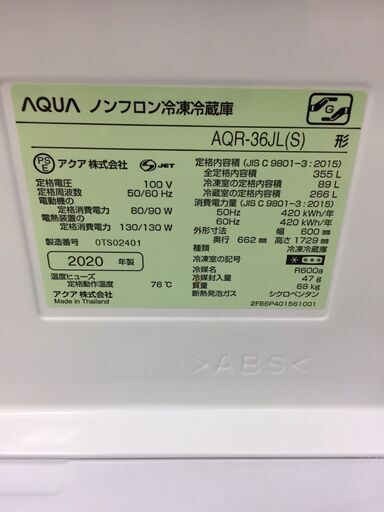 AQUA ノンフロン冷凍冷蔵庫
G
AQR-36JL(S) 形
PS
E
アクア株式会社 S JET
定格電圧 100 V
定格周波数 50/60 Hz
電動機の
定格消費電力 80/90 W
電熱装置の
定格消費電力 130/130 W
製造番号 0TS02401
2020 年製
温度ヒューズ
定格動作温度 76℃
アクア株式会社
Made in Thailand
定格内容積 (JIS C 9801-3 : 2015)
全定格内容積 355 L
冷凍室の定格内容積 89 L
冷蔵室の定格内容積 266 L
消費電力量 (JIS C 9801-3 : 2015)
50Hz 420 kWh/年
60Hz 420 kWh/年
外形寸法 幅 600 mm
奥行 662 mm 高さ 1729 mm
種類 冷凍冷蔵庫
冷凍室の記号
冷媒名 R600a
冷媒封入量 47 g
質量 68 kg
断熱発泡ガス シクロペンタン
2FB6P401561001
>ABS<